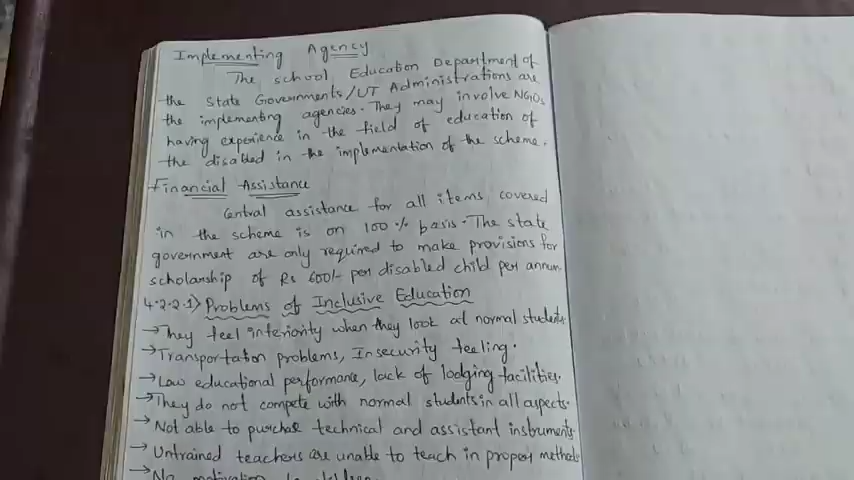 Implementing Agency
The school Education Department of
the State Governments/UT Administrations are
the implementing agencies. They may involve NGOs
having experience in the field of education of
the disabled in the implementation of the scheme.
Financial Assistance
Central assistance for all items covered
in the scheme is on 100% basis. The state
government are only required to make provisions for
scholarship of Rs 600/- per disabled child per annum
4.2.2.1) Problems of Inclusive Education
→ They feel inferiority when they look at normal students.
→ Transportation problems, Insecurity feeling.
→ Low educational performance, lack of lodging facilities.
→ They do not compete with normal students in all aspects.
→ Not able to purchase technical and assistant instruments
→ Untrained teachers are unable to teach in proper methods
→ No motivation